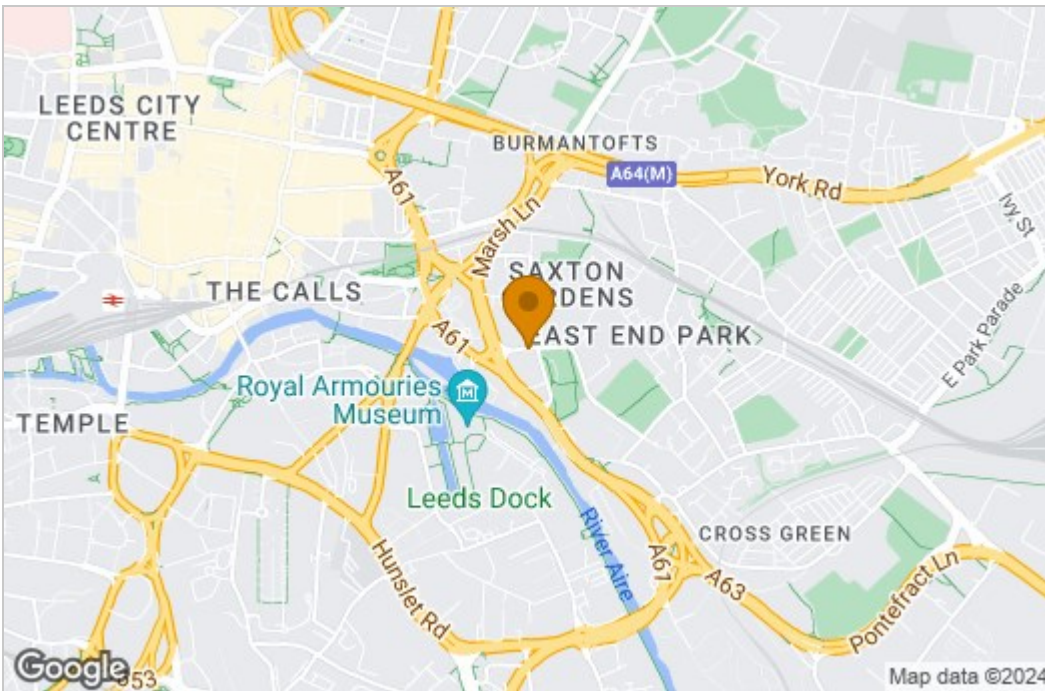 LEEDS CITY
CENTRE
BURMANTOFTS
A64(M)
York Rd
A61
Marsh Ln
Ivy St
SAXTON
THE CALLS
EAST END PARK
A61
E Park Parade
Royal Armouries
Museum
TEMPLE
Leeds Dock
River Aire
CROSS GREEN
Hunslet Rd
A61
A63
Pontefract Ln
Google
Map data ©2024